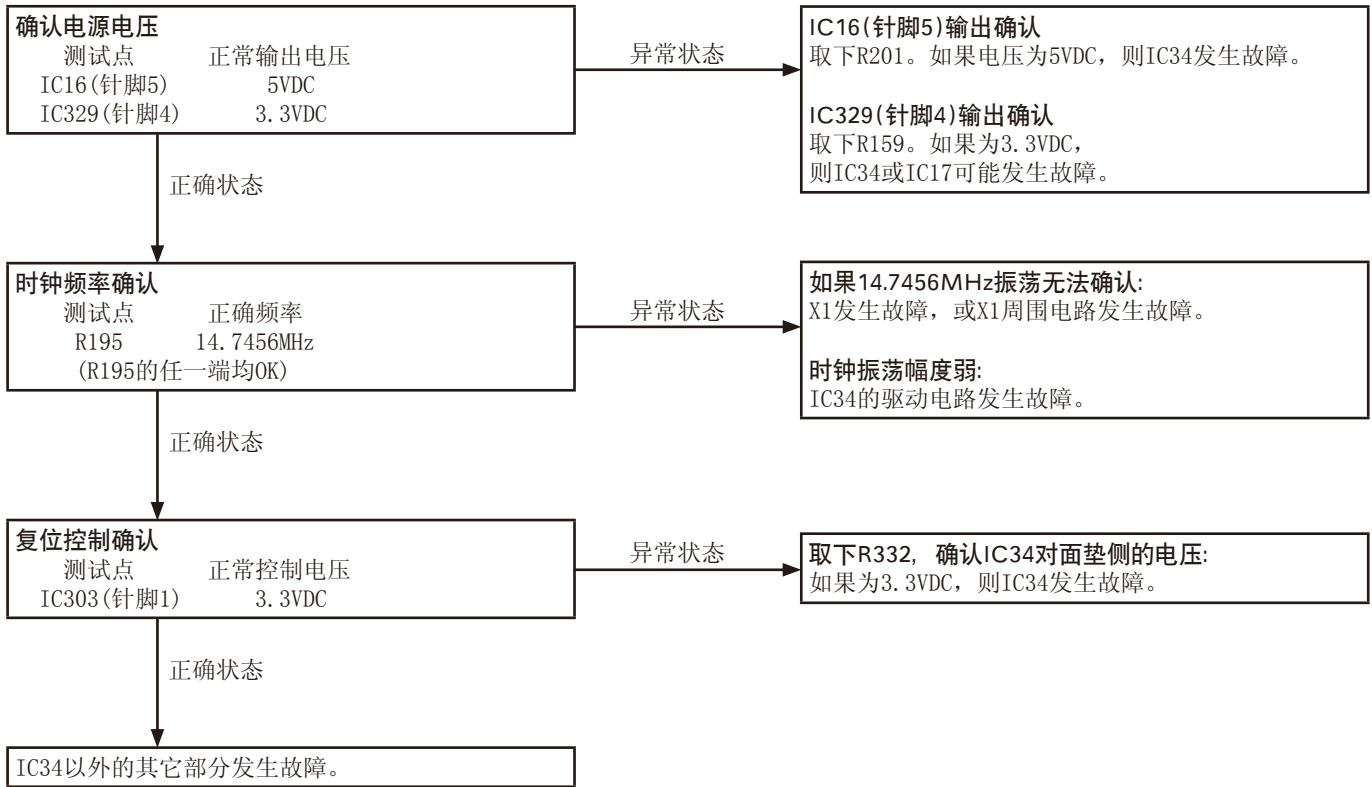 确认电源电压
测试点 正常输出电压
IC16(针脚5) 5VDC
IC329(针脚4) 3.3VDC
异常状态
IC16(针脚5)输出确认
取下R201。如果电压为5VDC，则IC34发生故障。
IC329(针脚4)输出确认
取下R159。如果为3.3VDC，
则IC34或IC17可能发生故障。
正确状态
时钟频率确认
测试点 正确频率
R195 14.7456MHz
(R195的任一端均OK)
异常状态
如果14.7456MHz振荡无法确认:
X1发生故障，或X1周围电路发生故障。
时钟振荡幅度弱:
IC34的驱动电路发生故障。
正确状态
复位控制确认
测试点 正常控制电压
IC303(针脚1) 3.3VDC
异常状态
取下R332，确认IC34对面垫侧的电压:
如果为3.3VDC，则IC34发生故障。
正确状态
IC34以外的其它部分发生故障。